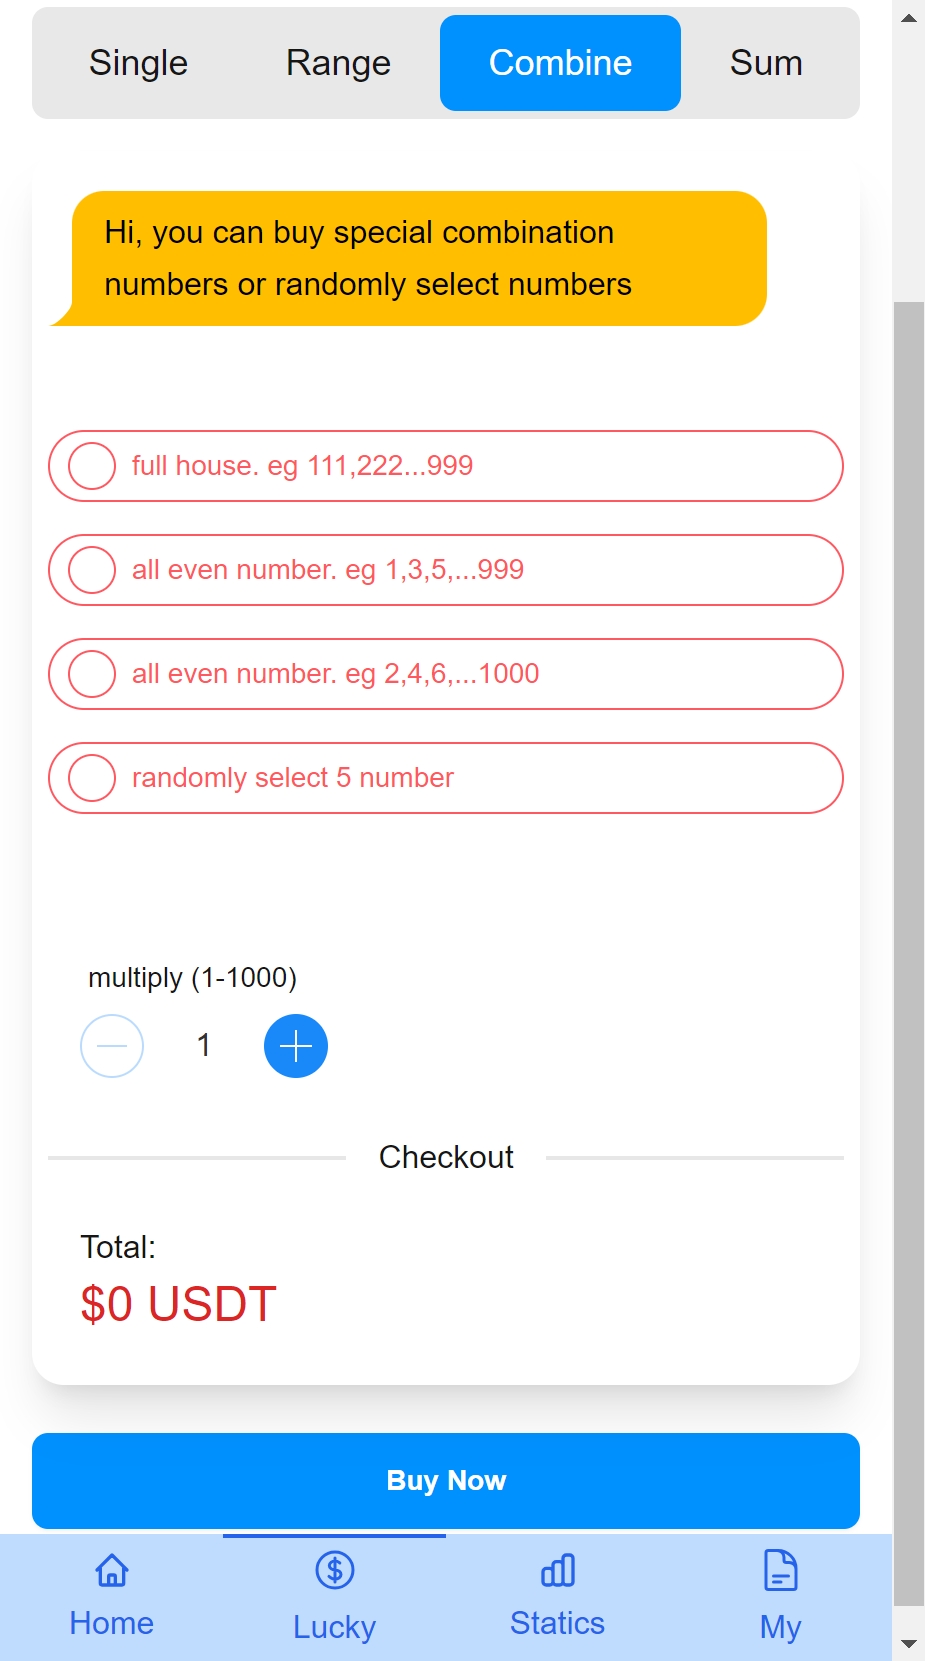 Single Range Combine Sum
Hi, you can buy special combination
numbers or randomly select numbers
full house. eg 111,222...999
all even number. eg 1,3,5,...999
all even number. eg 2,4,6,...1000
randomly select 5 number
multiply (1-1000)
1
Checkout
Total:
$0 USDT
Buy Now
Home Lucky Statics My